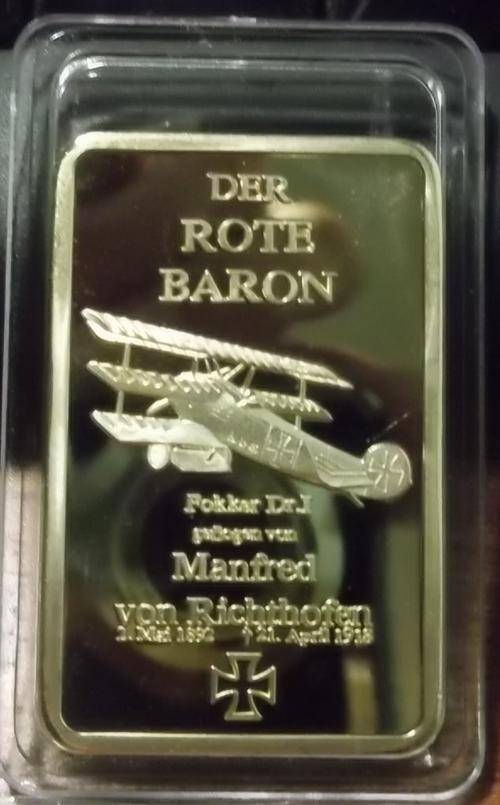 DER
ROTE
BARON
Fokker Dr.I
geflogen von
Manfred
von Richthofen
2. Mai 1892 † 21. April 1918